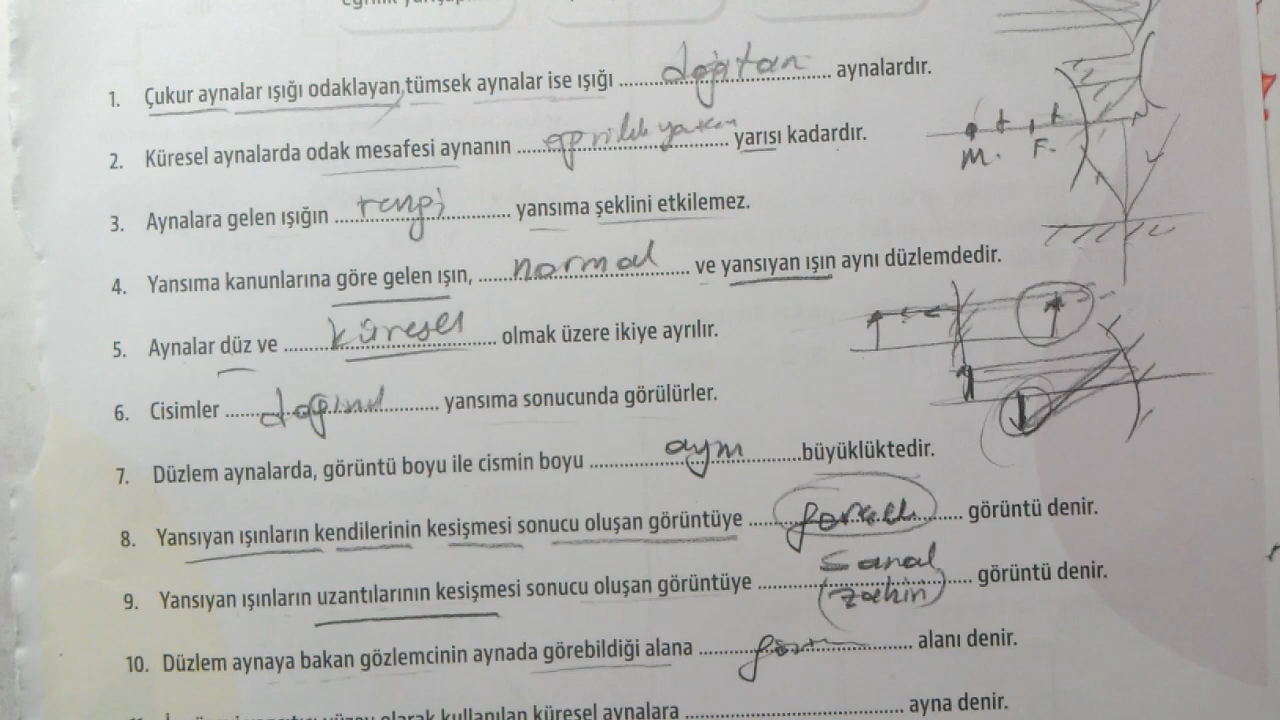 1. Çukur aynalar ışığı odaklayan, tümsek aynalar ise ışığı dağıtan aynalardır.
2. Küresel aynalarda odak mesafesi aynanın yarısı kadardır.
M. F.
3. Aynalara gelen ışığın rengi yansıma şeklini etkilemez.
4. Yansıma kanunlarına göre gelen ışın, normal ve yansıyan ışın aynı düzlemdedir.
5. Aynalar düz ve küresel olmak üzere ikiye ayrılır.
6. Cisimler yansıma sonucunda görülürler.
7. Düzlem aynalarda, görüntü boyu ile cismin boyu aynı büyüklüktedir.
8. Yansıyan ışınların kendilerinin kesişmesi sonucu oluşan görüntüye görüntü denir.
9. Yansıyan ışınların uzantılarının kesişmesi sonucu oluşan görüntüye sanal görüntü denir.
10. Düzlem aynaya bakan gözlemcinin aynada görebildiği alana alanı denir.
olarak kullanılan küresel aynalara ayna denir.